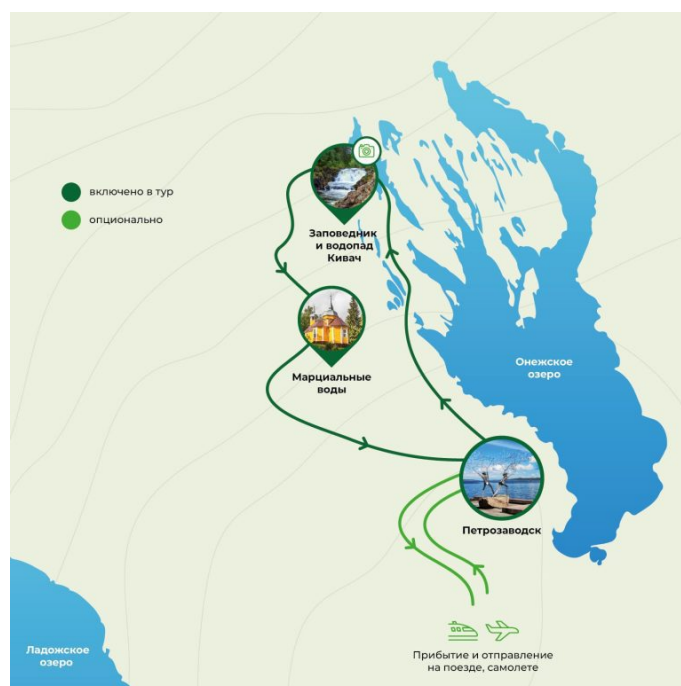 включено в тур
опционально
Заповедник
и водопад
Кивач
Марциальные
воды
Онежское
озеро
Петрозаводск
Ладожское
озеро
Прибытие и отправление
на поезде, самолете